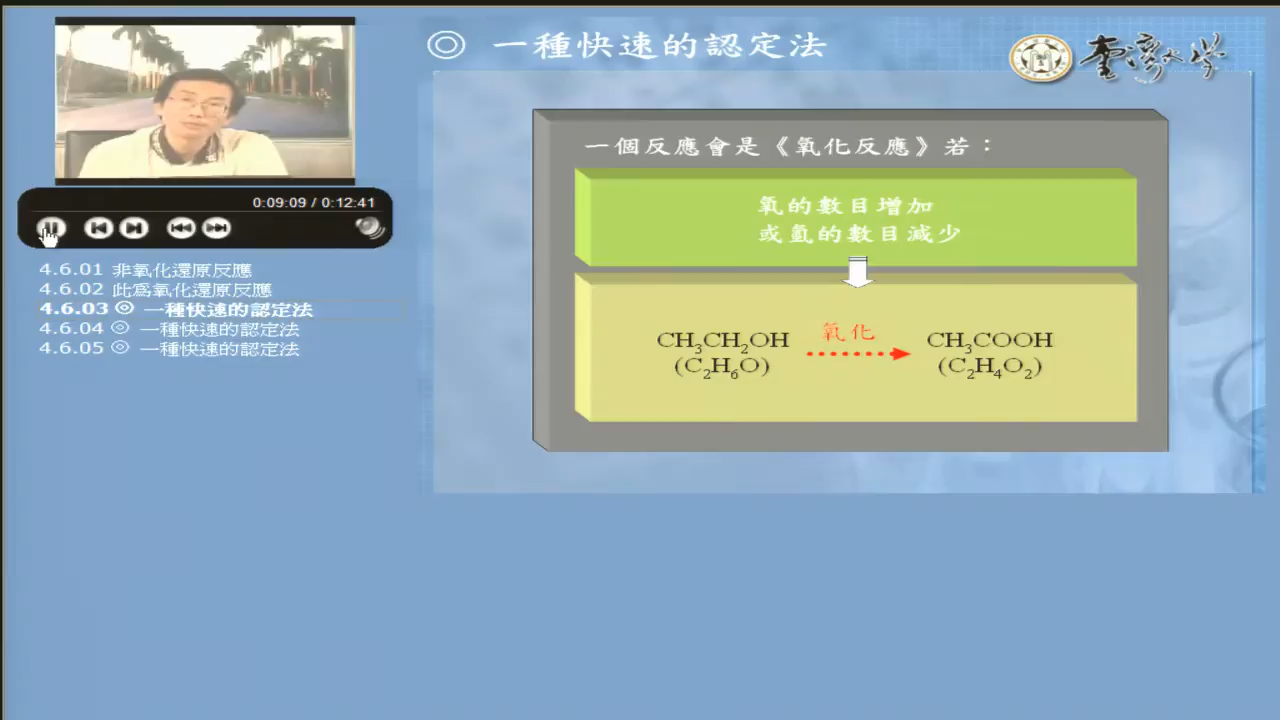 ◎ 一種快速的認定法
臺灣大學
一個反應會是《氧化反應》若：
氧的數目增加
或氫的數目減少
CH3CH2OH 氧化 CH3COOH
(C2H6O) (C2H4O2)
0:09:09 / 0:12:41
4.6.01 非氧化還原反應
4.6.02 此為氧化還原反應
4.6.03 ◎ 一種快速的認定法
4.6.04 ◎ 一種快速的認定法
4.6.05 ◎ 一種快速的認定法